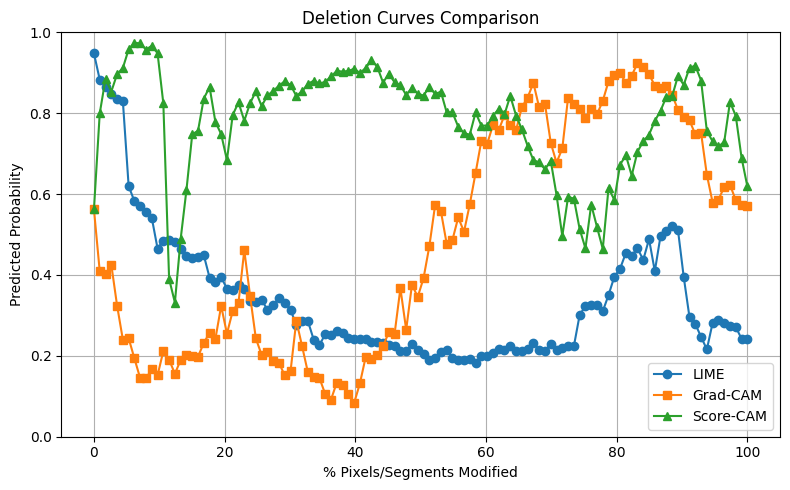 Deletion Curves Comparison
Predicted Probability
1.0
0.8
0.6
0.4
0.2
0.0
LIME
Grad-CAM
Score-CAM
0
20
40
60
80
100
% Pixels/Segments Modified